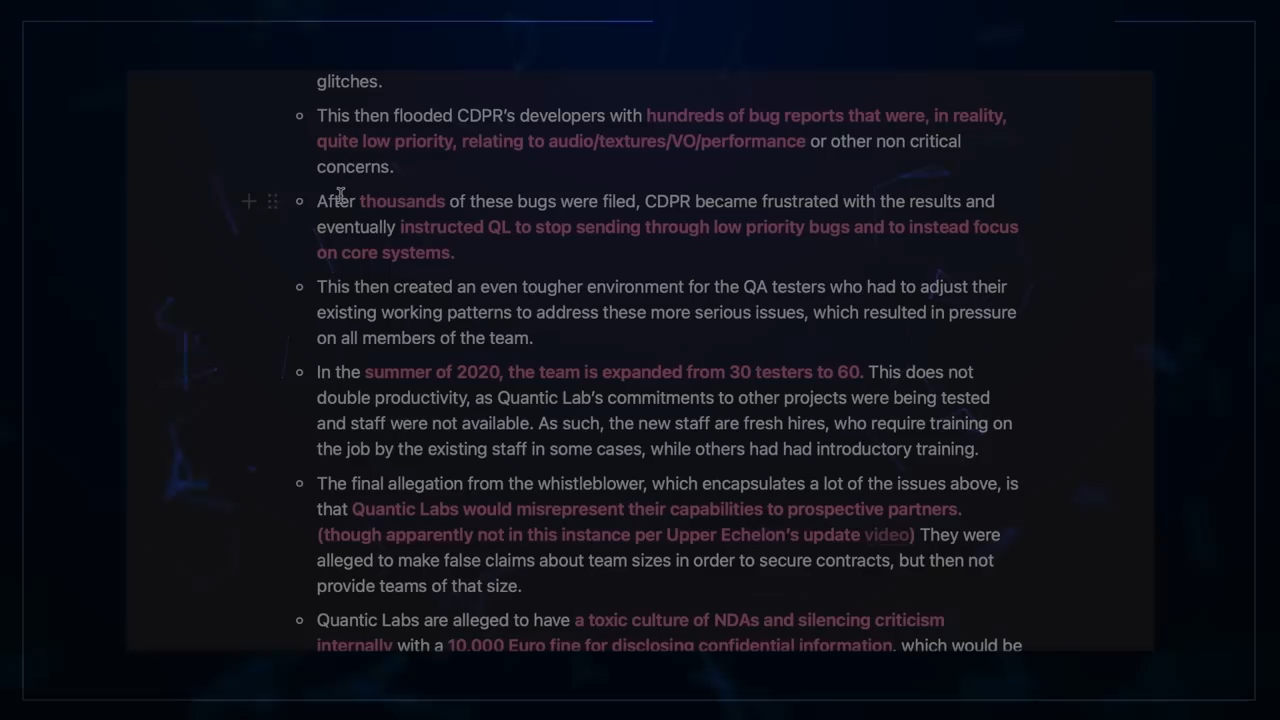 glitches.
This then flooded CDPR’s developers with hundreds of bug reports that were, in reality,
quite low priority, relating to audio/textures/VO/performance or other non critical
concerns.
After thousands of these bugs were filed, CDPR became frustrated with the results and
eventually instructed QL to stop sending through low priority bugs and to instead focus
on core systems.
This then created an even tougher environment for the QA testers who had to adjust their
existing working patterns to address these more serious issues, which resulted in pressure
on all members of the team.
In the summer of 2020, the team is expanded from 30 testers to 60. This does not
double productivity, as Quantic Lab’s commitments to other projects were being tested
and staff were not available. As such, the new staff are fresh hires, who require training on
the job by the existing staff in some cases, while others had had introductory training.
The final allegation from the whistleblower, which encapsulates a lot of the issues above, is
that Quantic Labs would misrepresent their capabilities to prospective partners.
(though apparently not in this instance per Upper Echelon’s update video) They were
alleged to make false claims about team sizes in order to secure contracts, but then not
provide teams of that size.
Quantic Labs are alleged to have a toxic culture of NDAs and silencing criticism
internally with a 10,000 Euro fine for disclosing confidential information, which would be